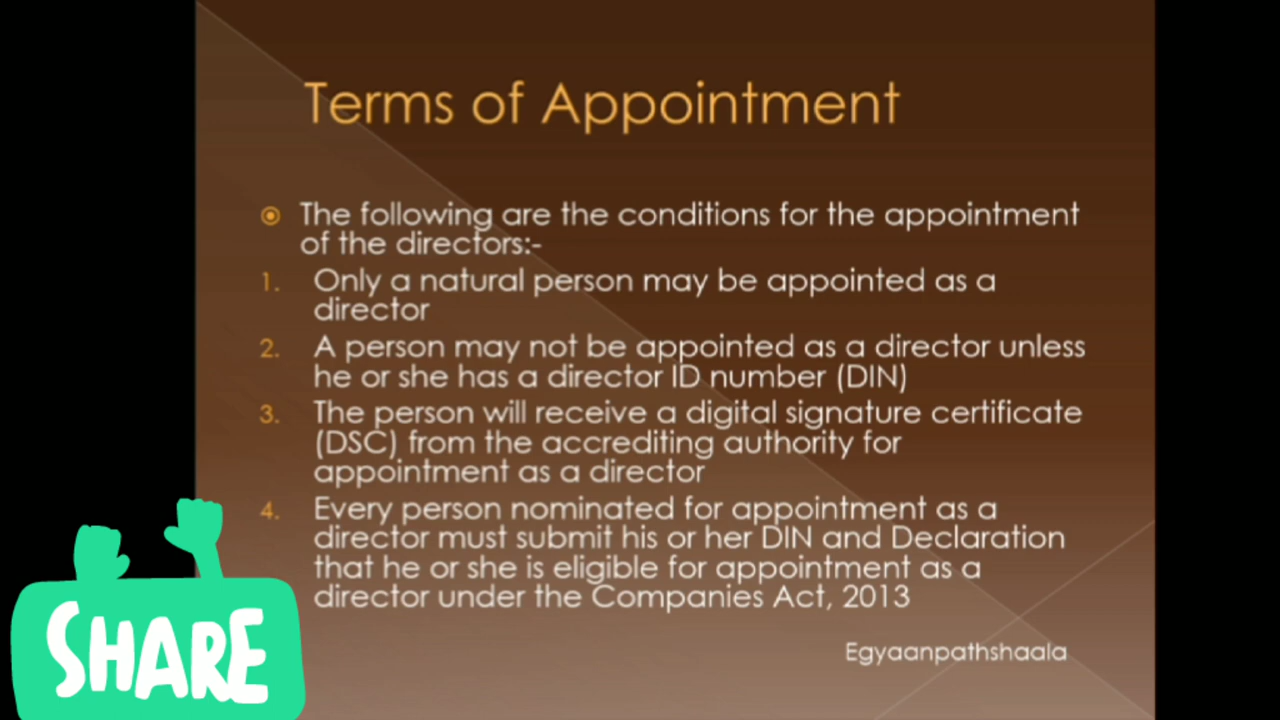 Terms of Appointment
The following are the conditions for the appointment
of the directors:-
1. Only a natural person may be appointed as a
director
2. A person may not be appointed as a director unless
he or she has a director ID number (DIN)
3. The person will receive a digital signature certificate
(DSC) from the accrediting authority for
appointment as a director
4. Every person nominated for appointment as a
director must submit his or her DIN and Declaration
that he or she is eligible for appointment as a
director under the Companies Act, 2013
Egyaanpathshaala
SHARE